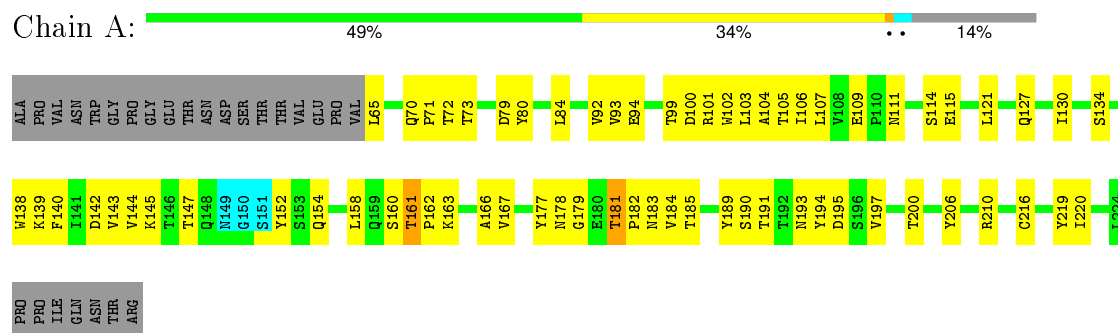 Chain A:
49% 34% • • 14%
ALA PRO VAL ASN TRP GLY PRO GLY GLU THR ASN ASP SER THR THR VAL GLU PRO VAL L65 Q70 P71 T72 T73 D79 Y80 L84 V92 V93 E94 T99 D100 R101 W102 L103 A104 T105 I106 L107 V108 E109 P110 N111 S114 E115 L121 Q127 I130 S134
W138 K139 F140 I141 D142 V143 V144 K145 T146 T147 Q148 N149 G150 S151 Y152 S153 Q154 L158 Q159 S160 T161 P162 K163 A166 V167 Y177 N178 G179 E180 T181 P182 N183 V184 T185 Y189 S190 T191 T192 N193 Y194 D195 S196 V197 T200 Y206 R210 C216 Y219 I220 L224
PRO PRO ILE GLN ASN THR ARG